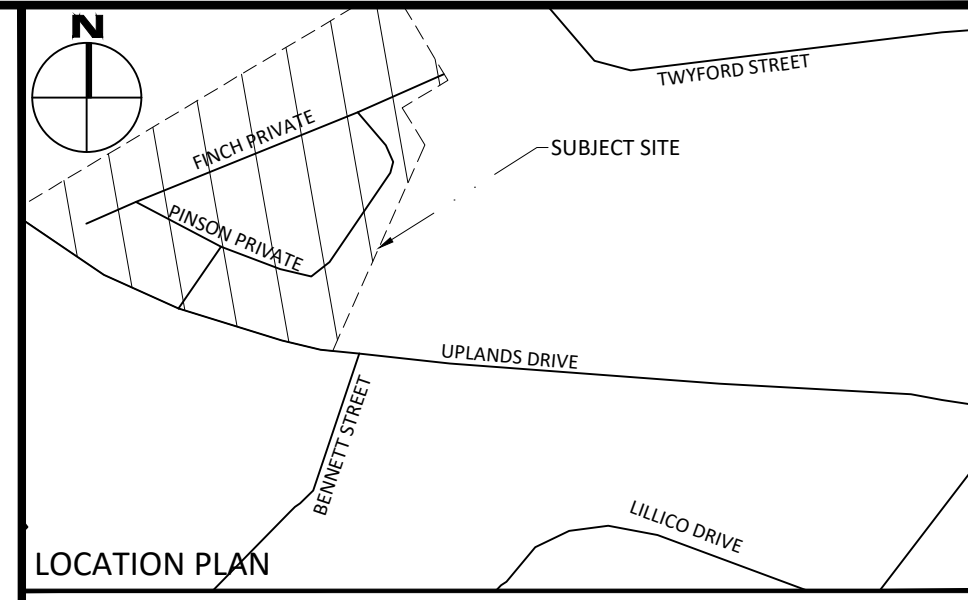 N
TWYFORD STREET
FINCH PRIVATE
SUBJECT SITE
PINSON PRIVATE
UPLANDS DRIVE
BENNETT STREET
LILLICO DRIVE
LOCATION PLAN